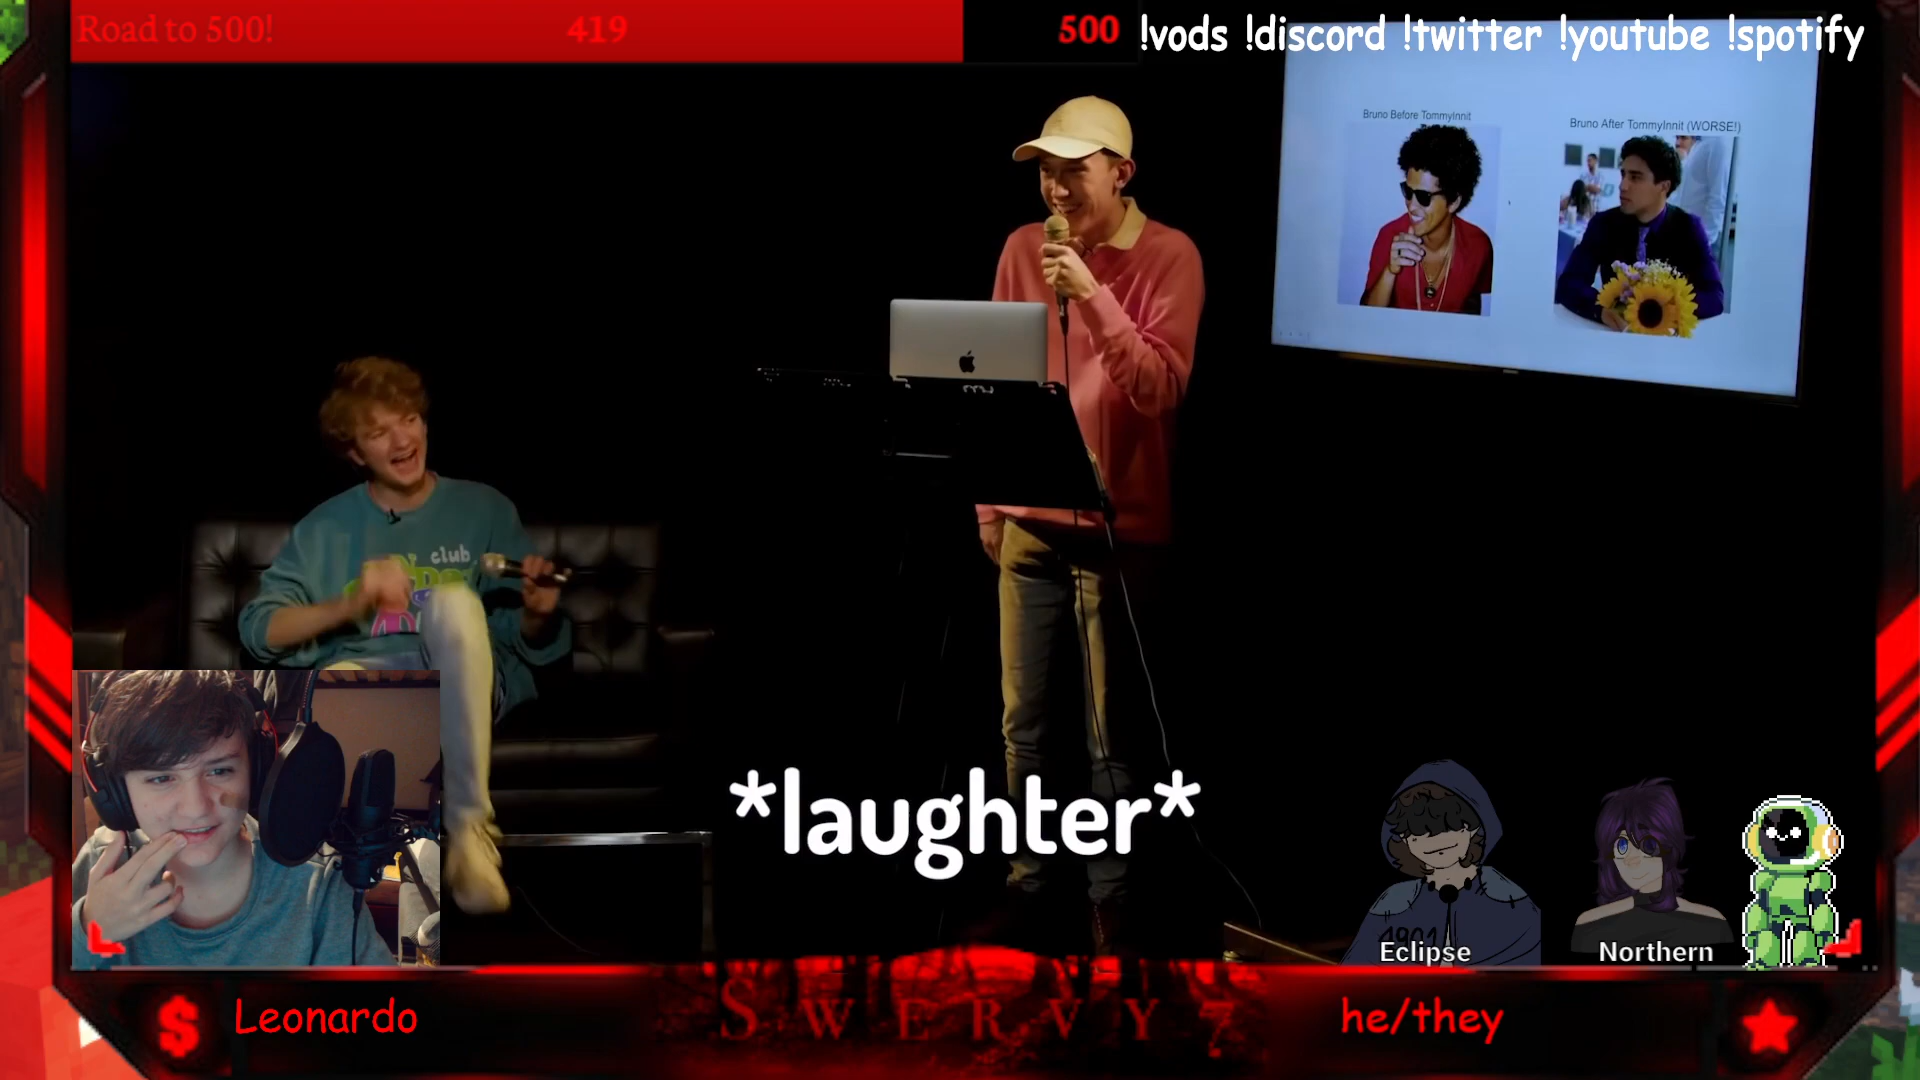 Road to 500!
419
500
!vods !discord !twitter !youtube !spotify
Bruno Before TommyInnit
Bruno After TommyInnit (WORSE!)
club
*laughter*
Eclipse
Northern
$
Leonardo
SWERVY7
he/they